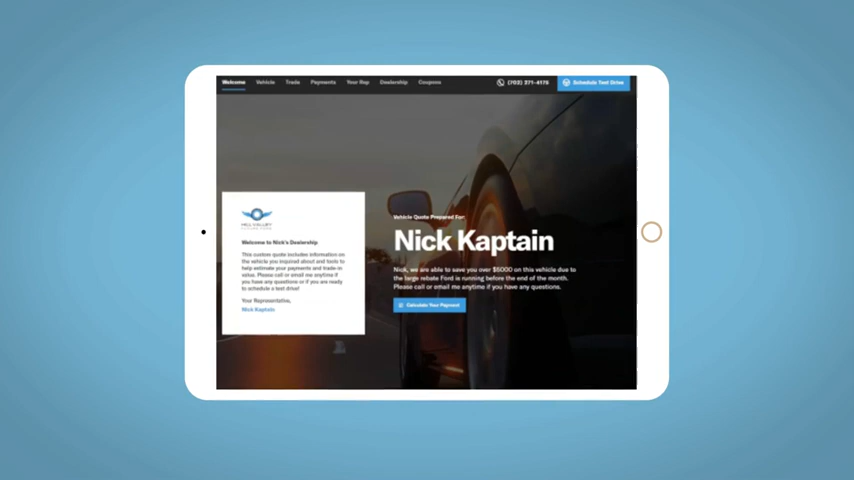 Welcome Vehicle Trade Payments Your Rep Dealership Coupons (702) 271-4175 Schedule Test Drive
HILL VALLEY
Welcome to Nick's Dealership
This custom quote includes information on
the vehicle you inquired about and tools to
help estimate your payments and trade-in
value. Please call or email me anytime if
you have any questions or if you are ready
to schedule a test drive!
Your Representative,
Nick Kaptain
Vehicle Quote Prepared For:
Nick Kaptain
Nick, we are able to save you over $5000 on this vehicle due to
the large rebate Ford is running before the end of the month.
Please call or email me anytime if you have any questions.
Calculate Your Payment